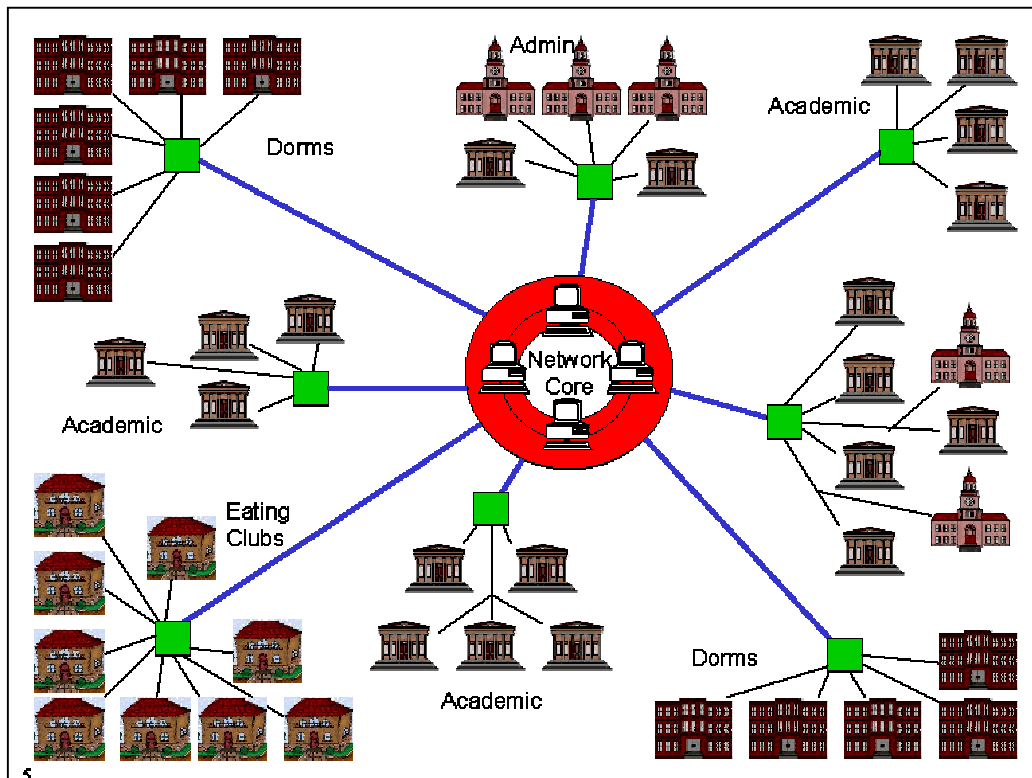 Admin
Academic
Dorms
Network
Core
Academic
Eating
Clubs
Dorms
Academic
5